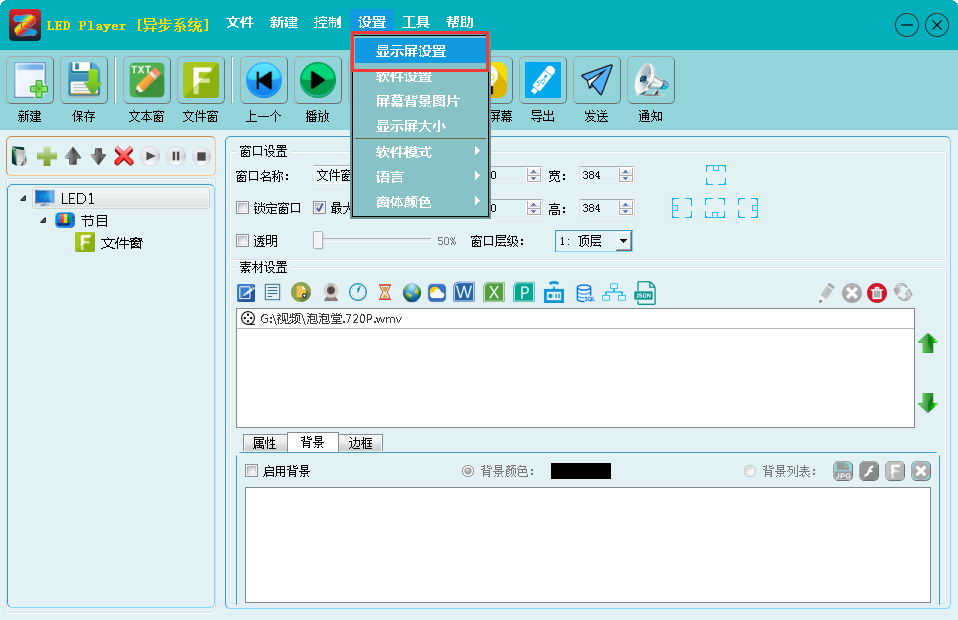 LED Player [异步系统] 文件 新建 控制 设置 工具 帮助
显示屏设置
软件设置
屏幕背景图片
显示屏大小
软件模式
语言
窗体颜色
TXT F
新建 保存 文本窗 文件窗 上一个 播放 屏幕 导出 发送 通知
LED1
节目
F 文件窗
窗口设置
窗口名称: 文件窗 0 宽: 384
锁定窗口 最大 0 高: 384
透明 50% 窗口层级: 1: 顶层
素材设置
W X P SQL JSON
G:\视频\泡泡堂.720P.wmv
属性 背景 边框
启用背景 背景颜色: 背景列表: JPG F